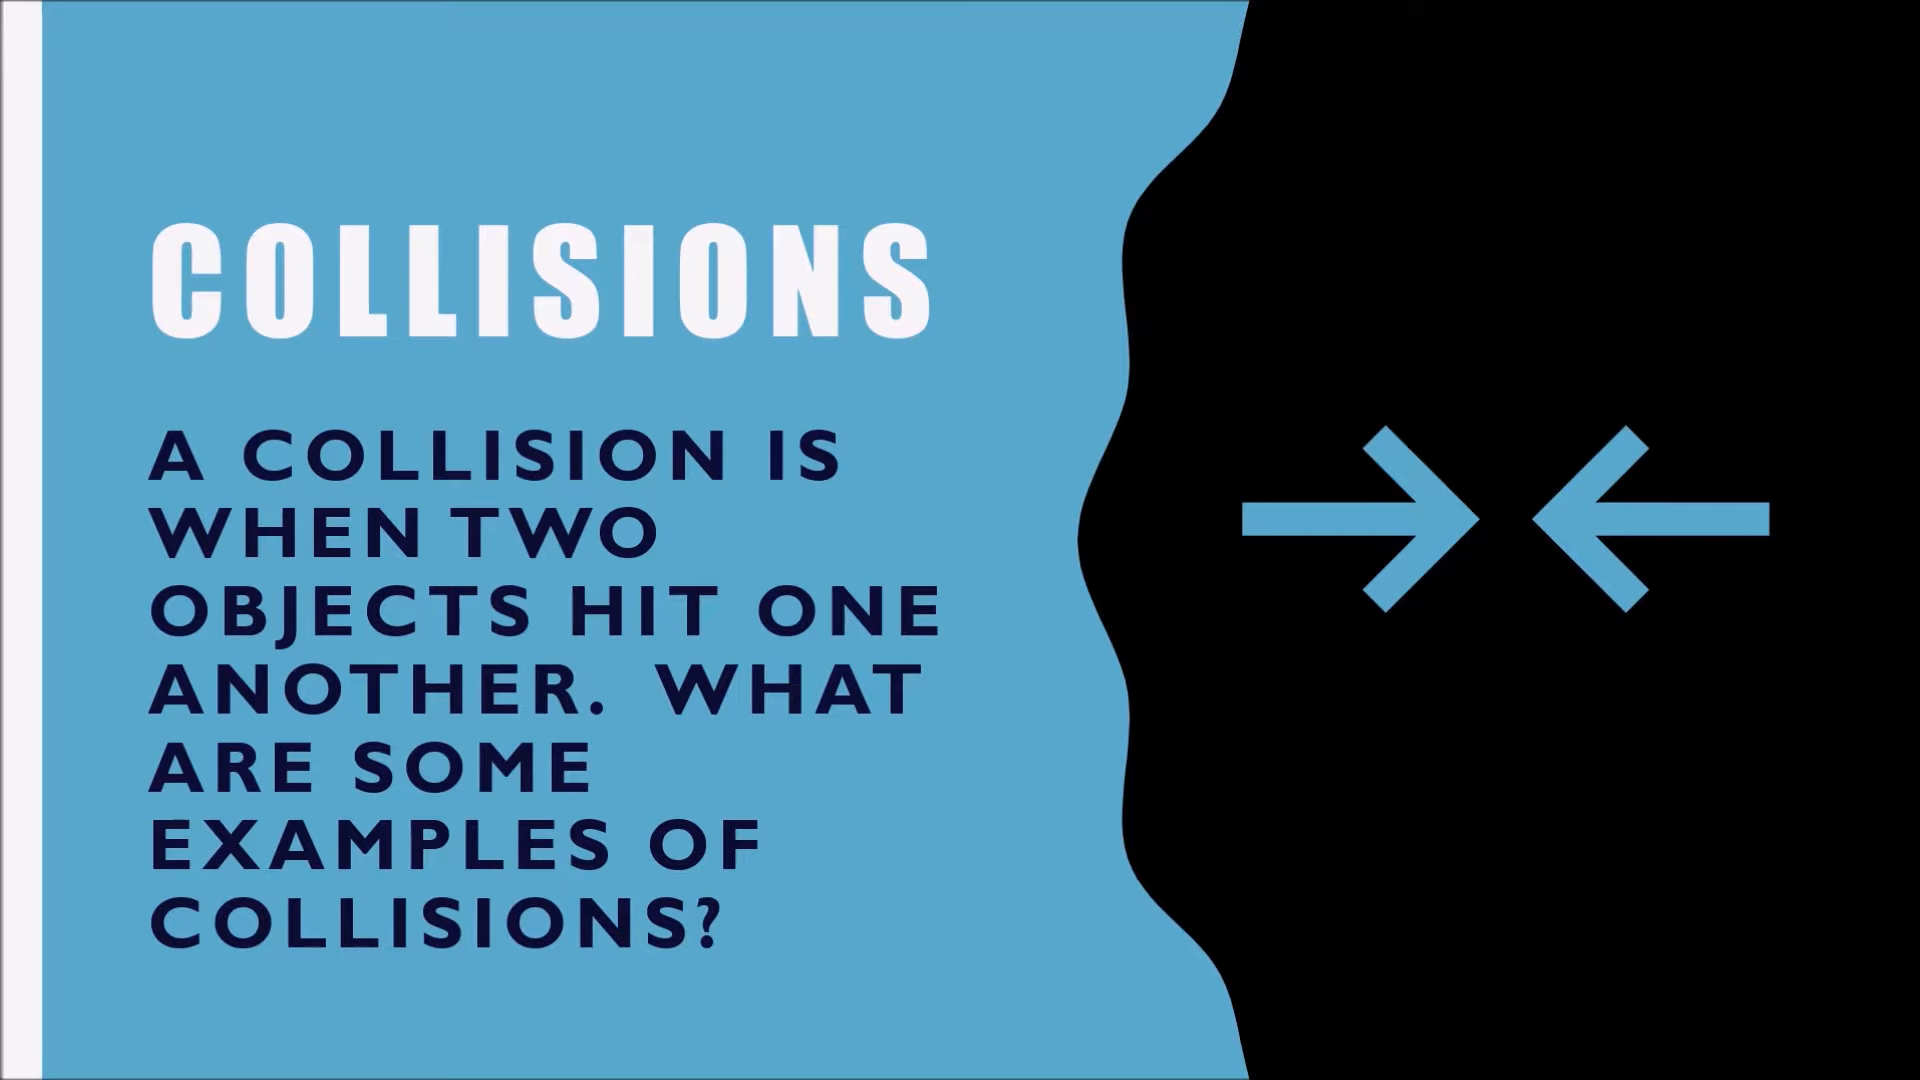 COLLISIONS
A COLLISION IS
WHEN TWO
OBJECTS HIT ONE
ANOTHER. WHAT
ARE SOME
EXAMPLES OF
COLLISIONS?